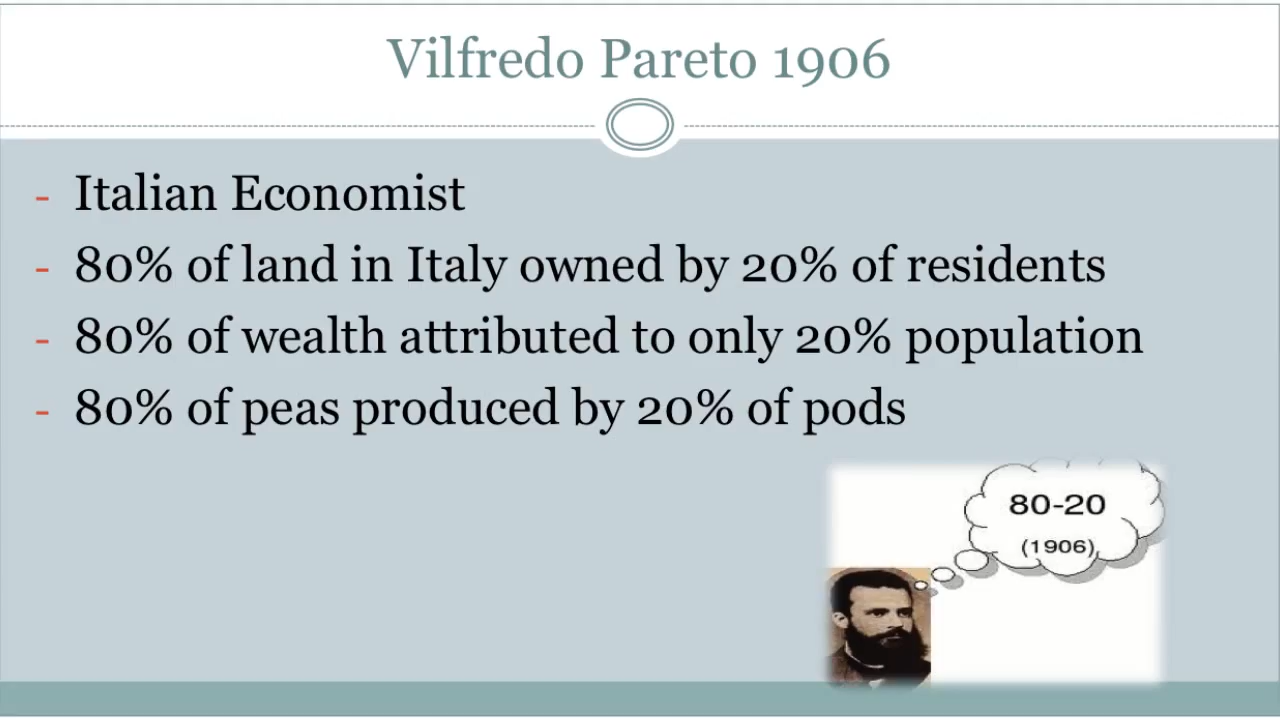 Vilfredo Pareto 1906
- Italian Economist
- 80% of land in Italy owned by 20% of residents
- 80% of wealth attributed to only 20% population
- 80% of peas produced by 20% of pods
80-20
(1906)